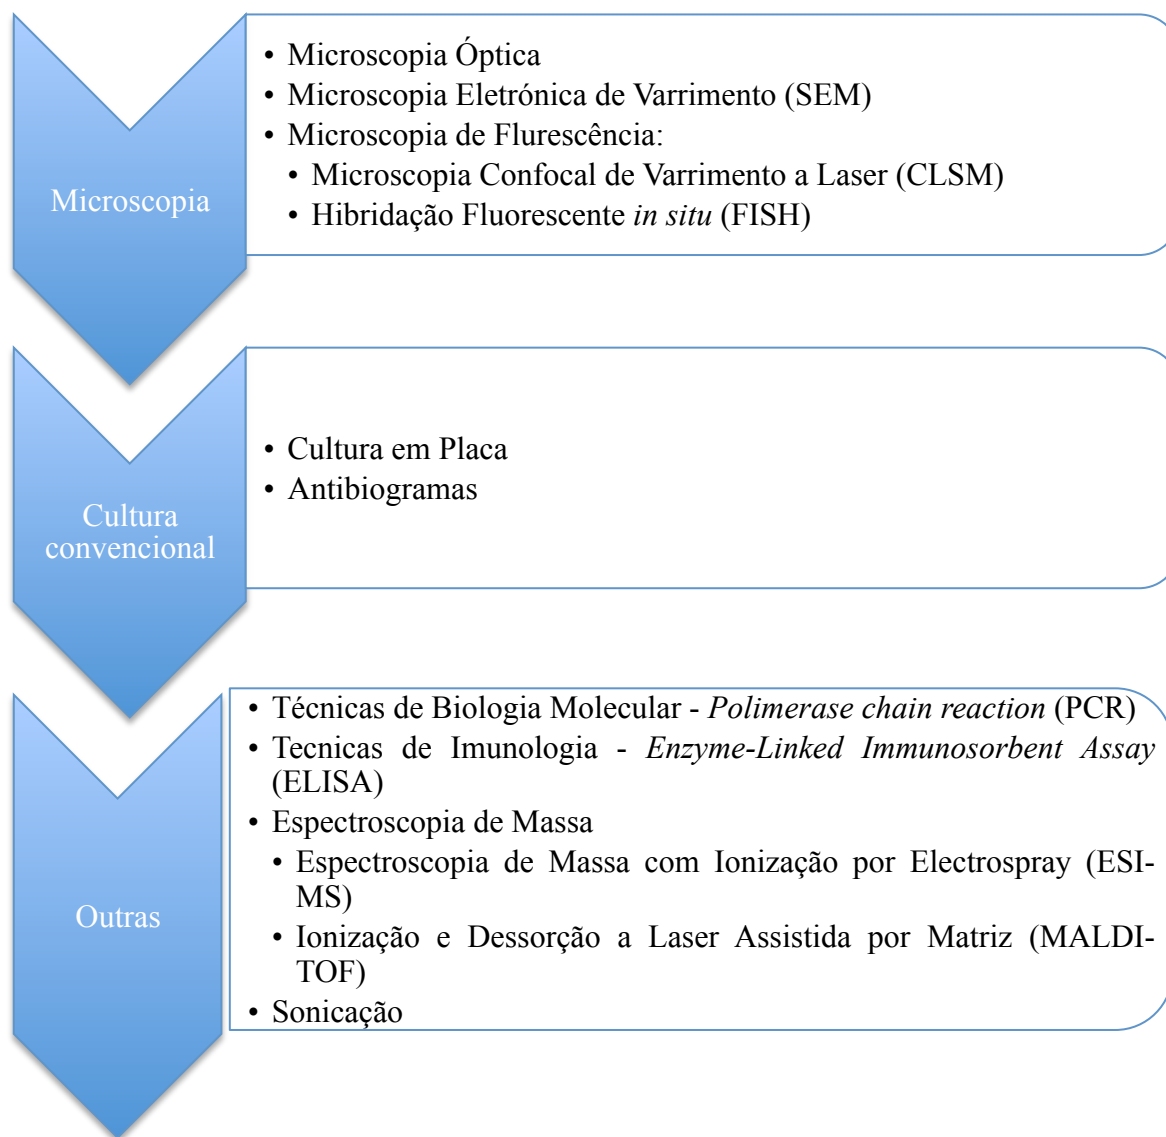 Microscopia
• Microscopia Óptica
• Microscopia Eletrónica de Varrimento (SEM)
• Microscopia de Flurescência:
• Microscopia Confocal de Varrimento a Laser (CLSM)
• Hibridação Fluorescente in situ (FISH)
Cultura
convencional
• Cultura em Placa
• Antibiogramas
Outras
• Técnicas de Biologia Molecular - Polimerase chain reaction (PCR)
• Tecnicas de Imunologia - Enzyme-Linked Immunosorbent Assay
(ELISA)
• Espectroscopia de Massa
• Espectroscopia de Massa com Ionização por Electrospray (ESI-
MS)
• Ionização e Dessorção a Laser Assistida por Matriz (MALDI-
TOF)
• Sonicação